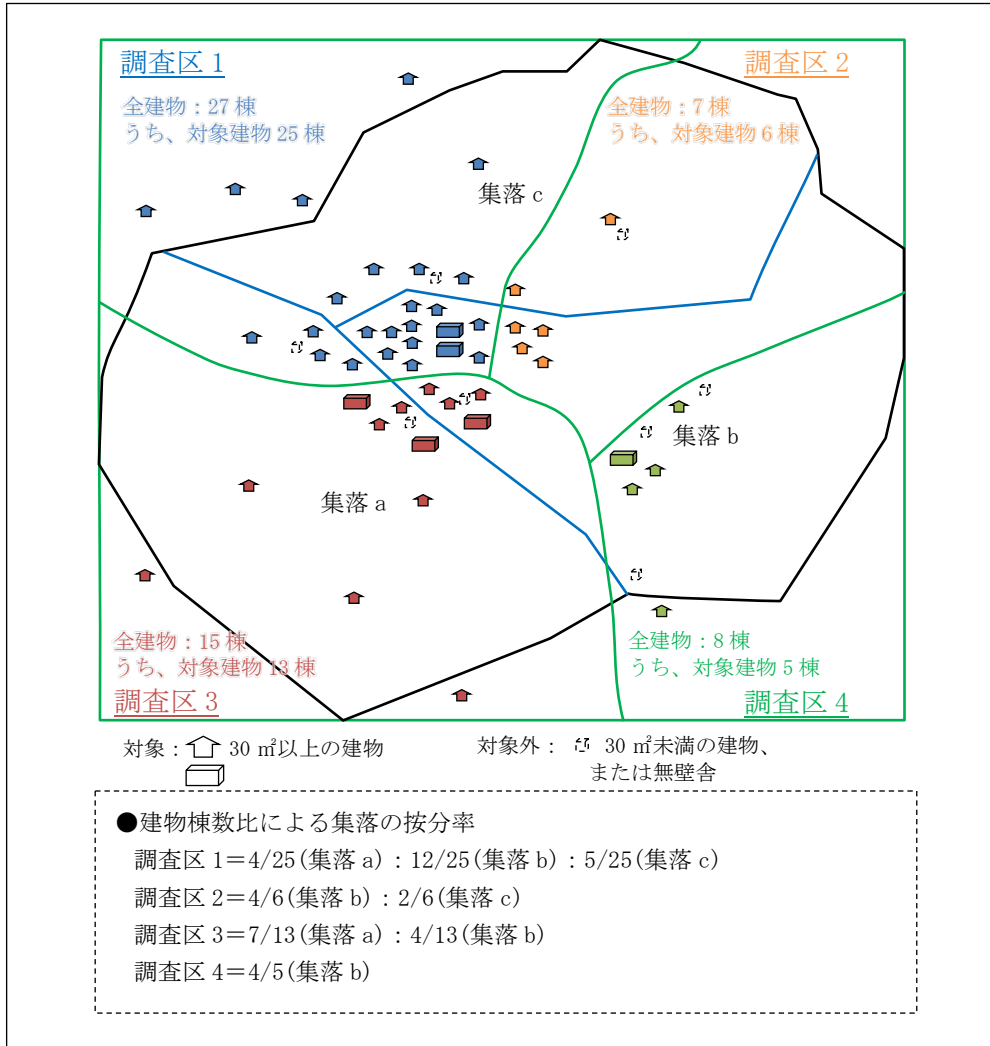 調査区 1
調査区 2
全建物：27 棟
うち、対象建物 25 棟
全建物：7 棟
うち、対象建物 6 棟
集落 c
集落 b
集落 a
全建物：15 棟
うち、対象建物 13 棟
調査区 3
全建物：8 棟
うち、対象建物 5 棟
調査区 4
対象： 30 ㎡以上の建物
対象外： 30 ㎡未満の建物、
または無壁舎
●建物棟数比による集落の按分率
調査区 1＝4/25(集落 a)：12/25(集落 b)：5/25(集落 c)
調査区 2＝4/6(集落 b)：2/6(集落 c)
調査区 3＝7/13(集落 a)：4/13(集落 b)
調査区 4＝4/5(集落 b)